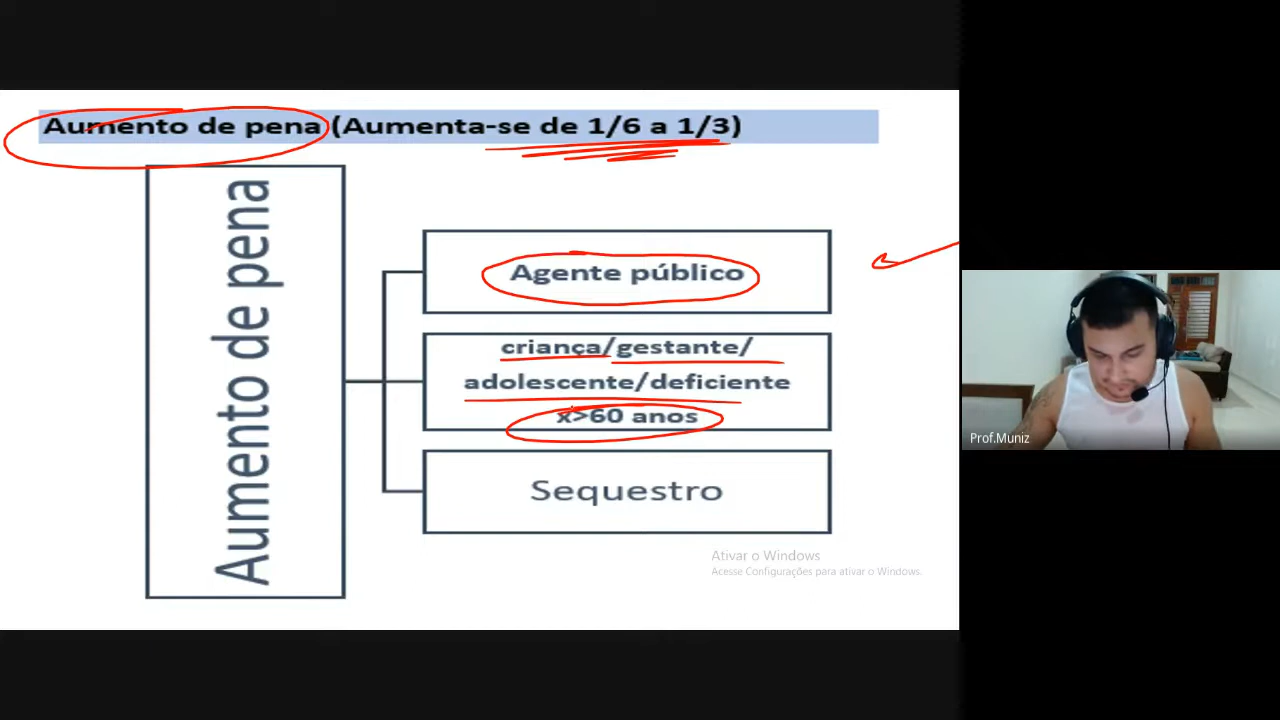 Aumento de pena (Aumenta-se de 1/6 a 1/3)
Aumento de pena
Agente público
criança/gestante/
adolescente/deficiente
x>60 anos
Sequestro
Ativar o Windows
Acesse Configurações para ativar o Windows.
Prof.Muniz